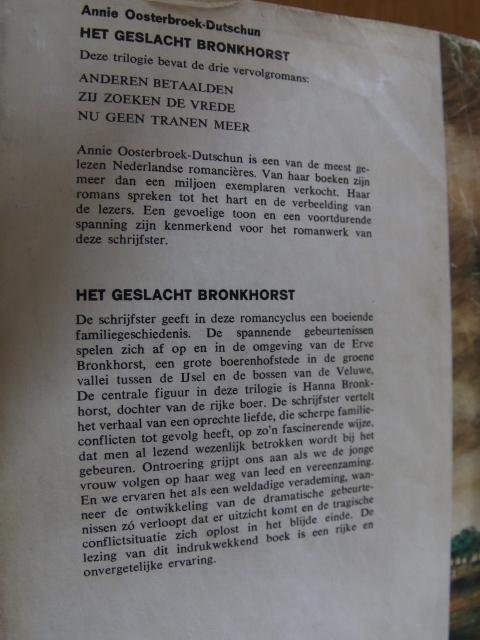 Annie Oosterbroek-Dutschun
HET GESLACHT BRONKHORST
Deze trilogie bevat de drie vervolgromans:
ANDEREN BETAALDEN
ZIJ ZOEKEN DE VREDE
NU GEEN TRANEN MEER
Annie Oosterbroek-Dutschun is een van de meest ge-
lezen Nederlandse romancières. Van haar boeken zijn
meer dan een miljoen exemplaren verkocht. Haar
romans spreken tot het hart en de verbeelding van
de lezers. Een gevoelige toon en een voortdurende
spanning zijn kenmerkend voor het romanwerk van
deze schrijfster.
HET GESLACHT BRONKHORST
De schrijfster geeft in deze romancyclus een boeiende
familiegeschiedenis. De spannende gebeurtenissen
spelen zich af op en in de omgeving van de Erve
Bronkhorst, een grote boerenhofstede in de groene
vallei tussen de IJsel en de bossen van de Veluwe.
De centrale figuur in deze trilogie is Hanna Bronk-
horst, dochter van de rijke boer. De schrijfster vertelt
het verhaal van een oprechte liefde, die scherpe familie-
conflicten tot gevolg heeft, op zo'n fascinerende wijze,
dat men al lezend wezenlijk betrokken wordt bij het
gebeuren. Ontroering grijpt ons aan als we de jonge
vrouw volgen op haar weg van leed en vereenzaming.
En we ervaren het als een weldadige verademing, wan-
neer de ontwikkeling van de dramatische gebeurte-
nissen zó verloopt dat er uitzicht komt en de tragische
conflictsituatie zich oplost in het blijde einde. De
lezing van dit indrukwekkend boek is een rijke en
onvergetelijke ervaring.